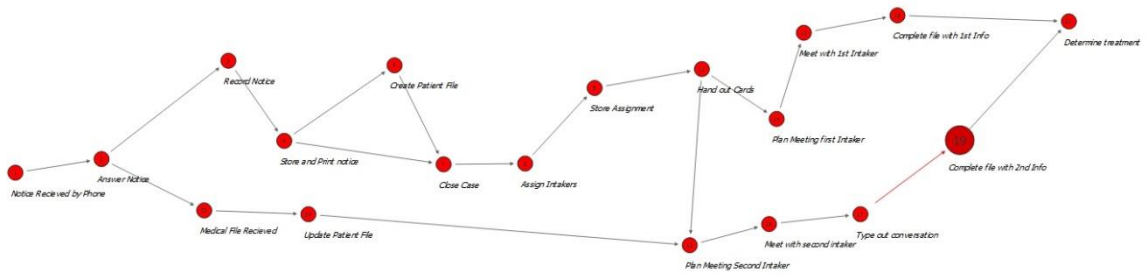 Complete file with 1st Info
Determine treatment
Meet with 1st Intaker
Record Notice
Create Patient File
Hand out Cards
Store Assignment
Plan Meeting first Intaker
Store and Print notice
Close Case
Assign Intakers
19
Complete file with 2nd Info
Answer Notice
Notice Recieved by Phone
Medical File Recieved
Update Patient File
Type out conversation
Meet with second intaker
Plan Meeting Second Intaker